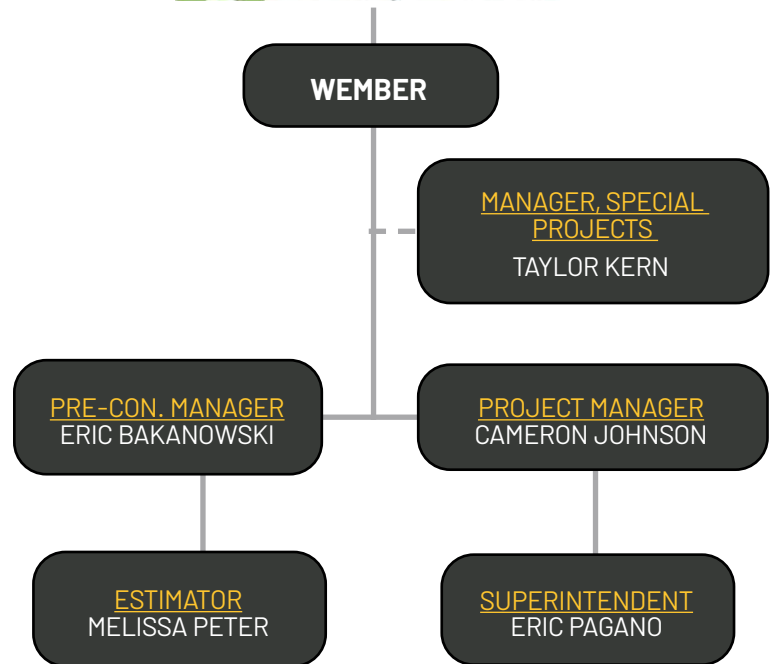 WEMBER
MANAGER, SPECIAL
PROJECTS
TAYLOR KERN
PRE-CON. MANAGER
ERIC BAKANOWSKI
PROJECT MANAGER
CAMERON JOHNSON
ESTIMATOR
MELISSA PETER
SUPERINTENDENT
ERIC PAGANO